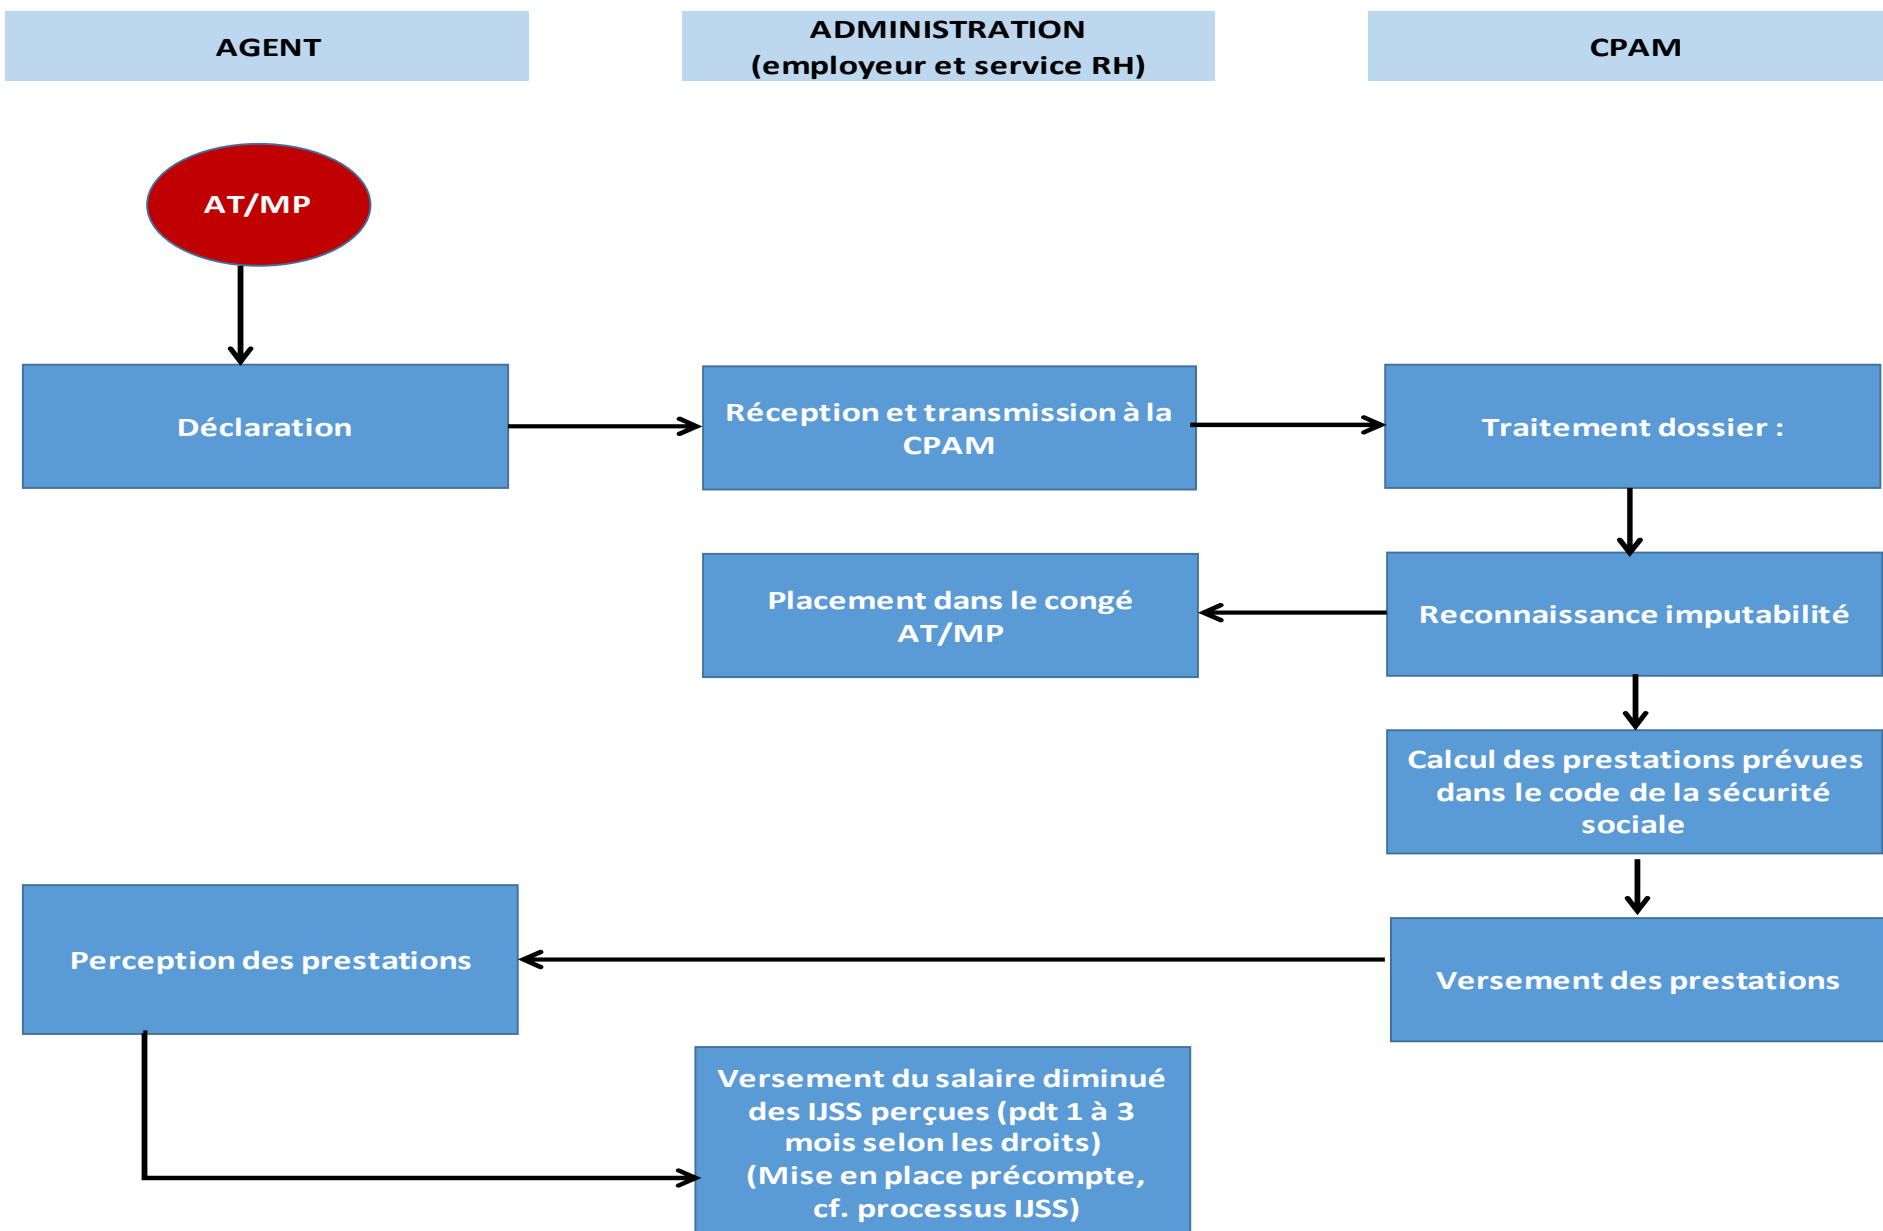 AGENT
ADMINISTRATION
(employeur et service RH)
CPAM
AT/MP
Déclaration
Réception et transmission à la
CPAM
Traitement dossier :
Placement dans le congé
AT/MP
Reconnaissance imputabilité
Calcul des prestations prévues
dans le code de la sécurité
sociale
Perception des prestations
Versement des prestations
Versement du salaire diminué
des IJSS perçues (pdt 1 à 3
mois selon les droits)
(Mise en place précompte,
cf. processus IJSS)